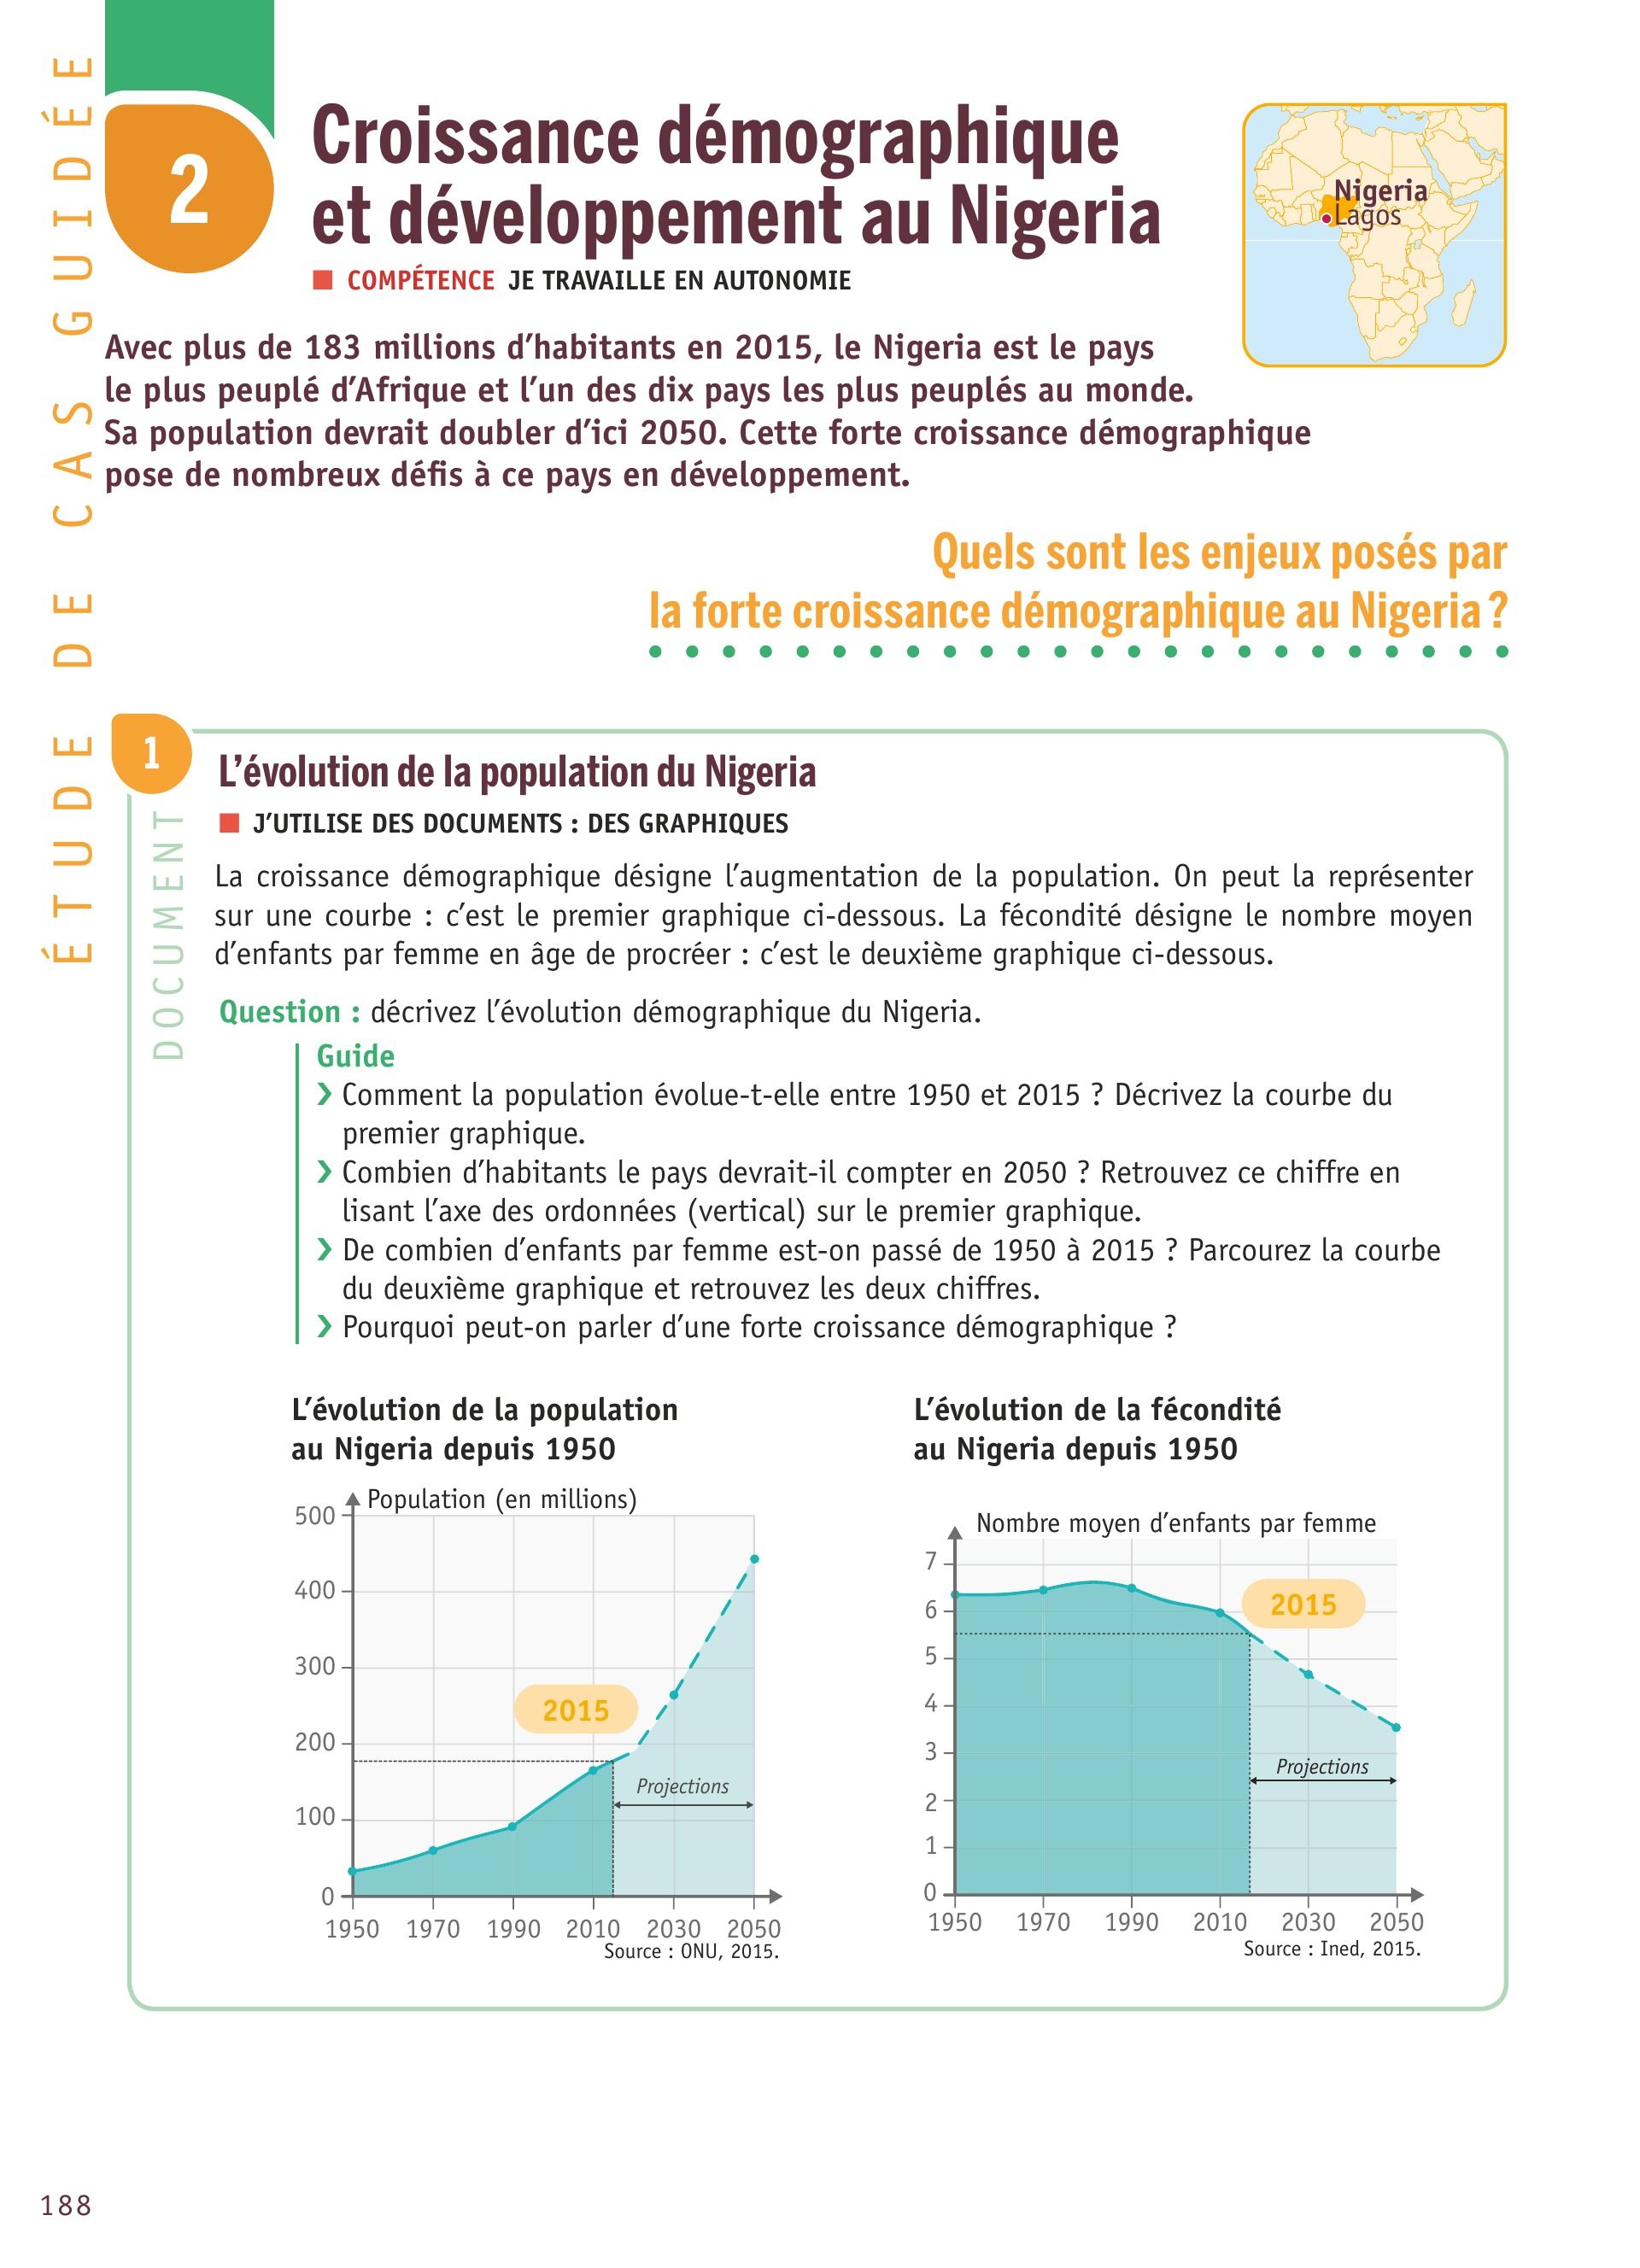 ÉTUDE DE CAS GUIDÉE
2
Croissance démographique
et développement au Nigeria
COMPÉTENCE JE TRAVAILLE EN AUTONOMIE
Nigeria
Lagos
Avec plus de 183 millions d’habitants en 2015, le Nigeria est le pays
le plus peuplé d’Afrique et l’un des dix pays les plus peuplés au monde.
Sa population devrait doubler d’ici 2050. Cette forte croissance démographique
pose de nombreux défis à ce pays en développement.
Quels sont les enjeux posés par
la forte croissance démographique au Nigeria ?
1
DOCUMENT
L’évolution de la population du Nigeria
J’UTILISE DES DOCUMENTS : DES GRAPHIQUES
La croissance démographique désigne l’augmentation de la population. On peut la représenter
sur une courbe : c’est le premier graphique ci-dessous. La fécondité désigne le nombre moyen
d’enfants par femme en âge de procréer : c’est le deuxième graphique ci-dessous.
Question : décrivez l’évolution démographique du Nigeria.
Guide
❯ Comment la population évolue-t-elle entre 1950 et 2015 ? Décrivez la courbe du
premier graphique.
❯ Combien d’habitants le pays devrait-il compter en 2050 ? Retrouvez ce chiffre en
lisant l’axe des ordonnées (vertical) sur le premier graphique.
❯ De combien d’enfants par femme est-on passé de 1950 à 2015 ? Parcourez la courbe
du deuxième graphique et retrouvez les deux chiffres.
❯ Pourquoi peut-on parler d’une forte croissance démographique ?
L’évolution de la population
au Nigeria depuis 1950
Population (en millions)
500
400
300
200
100
0
2015
Projections
1950 1970 1990 2010 2030 2050
Source : ONU, 2015.
L’évolution de la fécondité
au Nigeria depuis 1950
Nombre moyen d’enfants par femme
7
6
5
4
3
2
1
0
2015
Projections
1950 1970 1990 2010 2030 2050
Source : Ined, 2015.
188